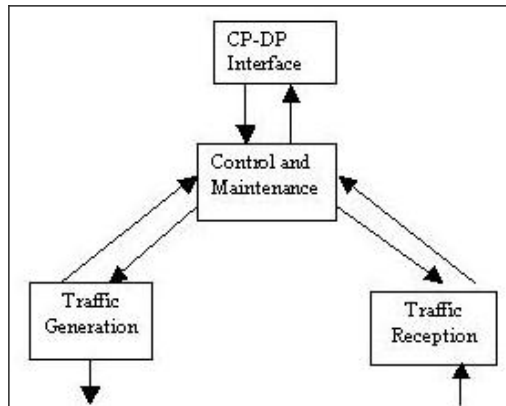 CP-DP
Interface
Control and
Maintenance
Traffic
Generation
Traffic
Reception